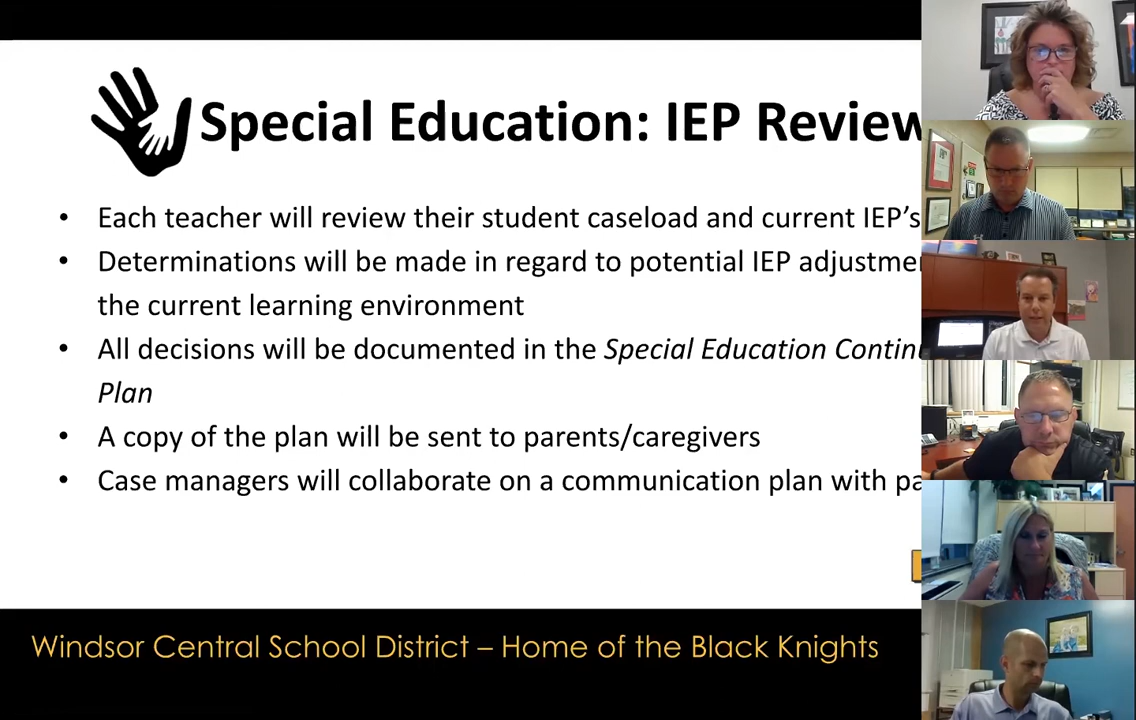 Special Education: IEP Review
• Each teacher will review their student caseload and current IEP's
• Determinations will be made in regard to potential IEP
the current learning environment
• All decisions will be documented in the Special Education
Plan
• A copy of the plan will be sent to parents/caregivers
• Case managers will collaborate on a communication plan with
Windsor Central School District – Home of the Black Knights